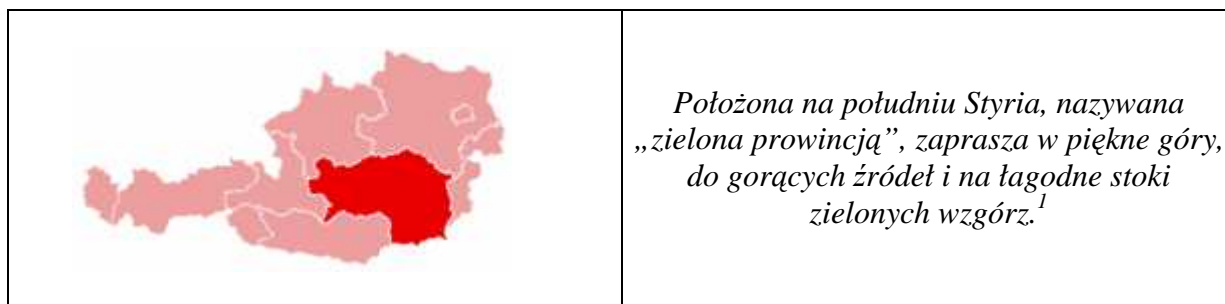 Położona na południu Styria, nazywana
„zielona prowincją”, zaprasza w piękne góry,
do gorących źródeł i na łagodne stoki
zielonych wzgórz.1